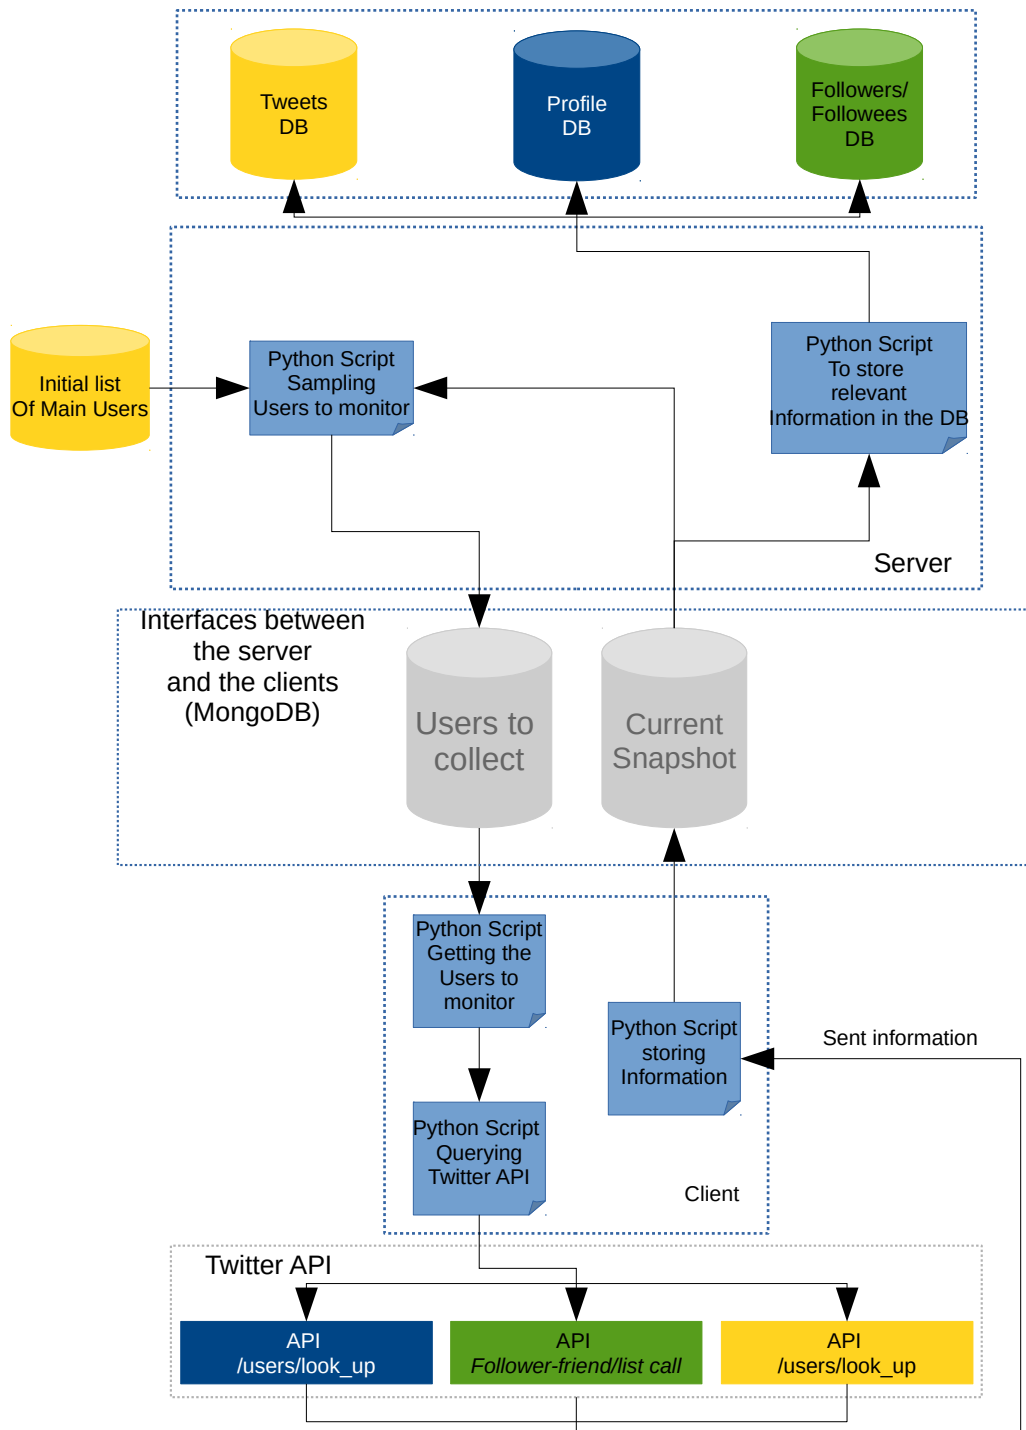 Tweets
DB
Profile
DB
Followers/
Followees
DB
Initial list
Of Main Users
Python Script
Sampling
Users to monitor
Python Script
To store
relevant
Information in the DB
Server
Interfaces between
the server
and the clients
(MongoDB)
Users to
collect
Current
Snapshot
Python Script
Getting the
Users to
monitor
Python Script
storing
Information
Sent information
Python Script
Querying
Twitter API
Client
Twitter API
API
/users/look_up
API
Follower-friend/list call
API
/users/look_up